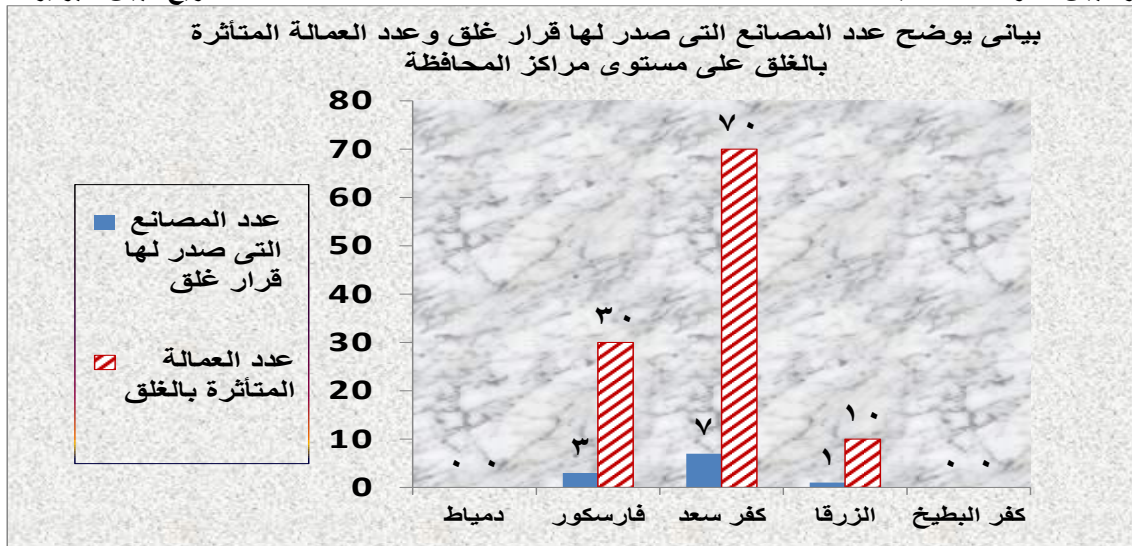 بيانى يوضح عدد المصانع التى صدر لها قرار غلق وعدد العمالة المتأثرة
بالغلق على مستوى مراكز المحافظة
80
70
60
50
40
30
20
10
0
٠ ٠
٣
٣٠
٧
٧٠
١
١٠
٠ ٠
دمياط
فارسكور
كفر سعد
الزرقا
كفر البطيخ
عدد المصانع
التى صدر لها
قرار غلق
عدد العمالة
المتأثرة بالغلق